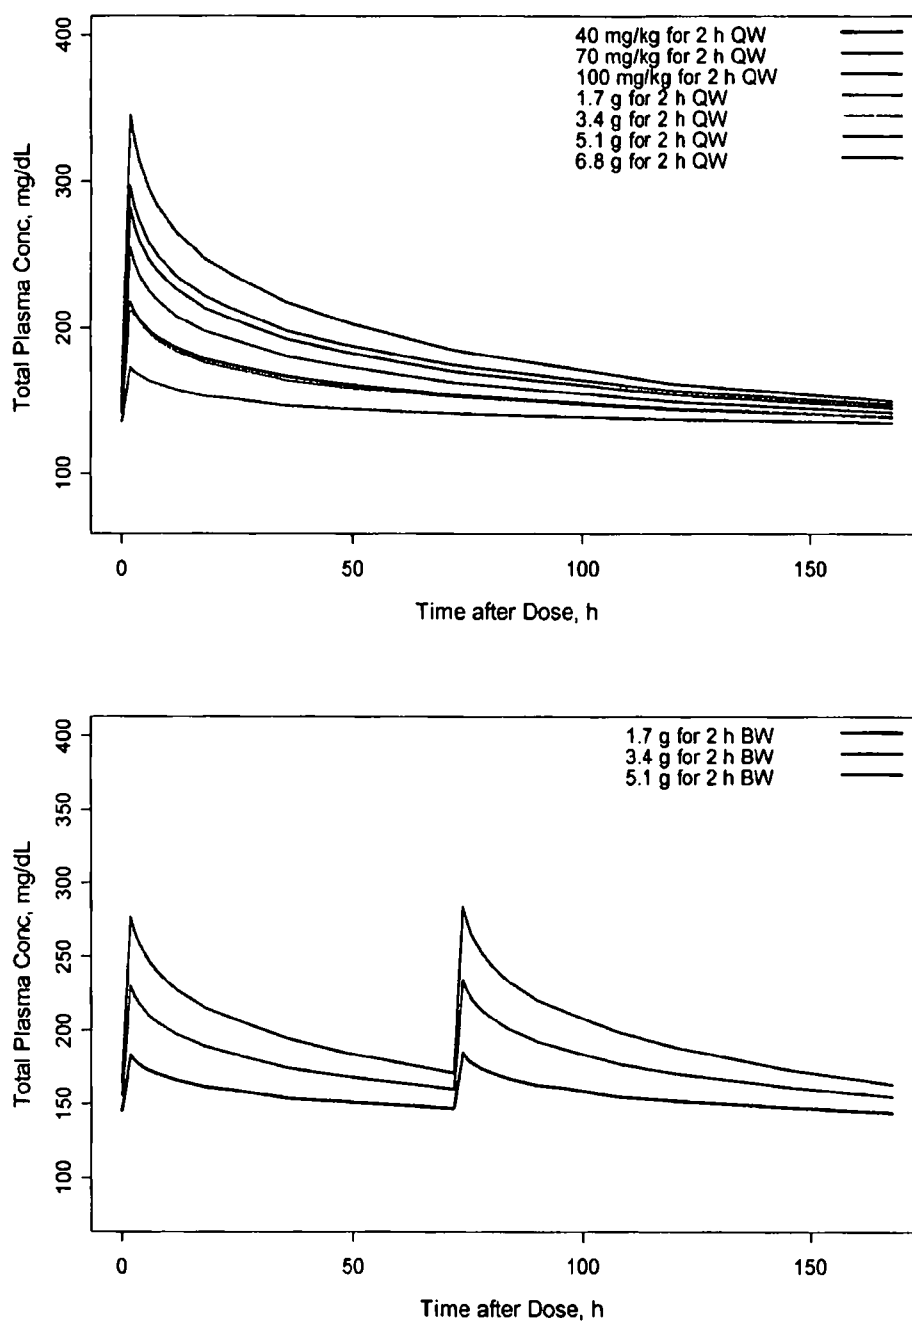 400
300
200
100
Total Plasma Conc, mg/dL
40 mg/kg for 2 h QW
70 mg/kg for 2 h QW
100 mg/kg for 2 h QW
1.7 g for 2 h QW
3.4 g for 2 h QW
5.1 g for 2 h QW
6.8 g for 2 h QW
0 50 100 150
Time after Dose, h
400
350
300
250
200
150
100
Total Plasma Conc, mg/dL
1.7 g for 2 h BW
3.4 g for 2 h BW
5.1 g for 2 h BW
0 50 100 150
Time after Dose, h